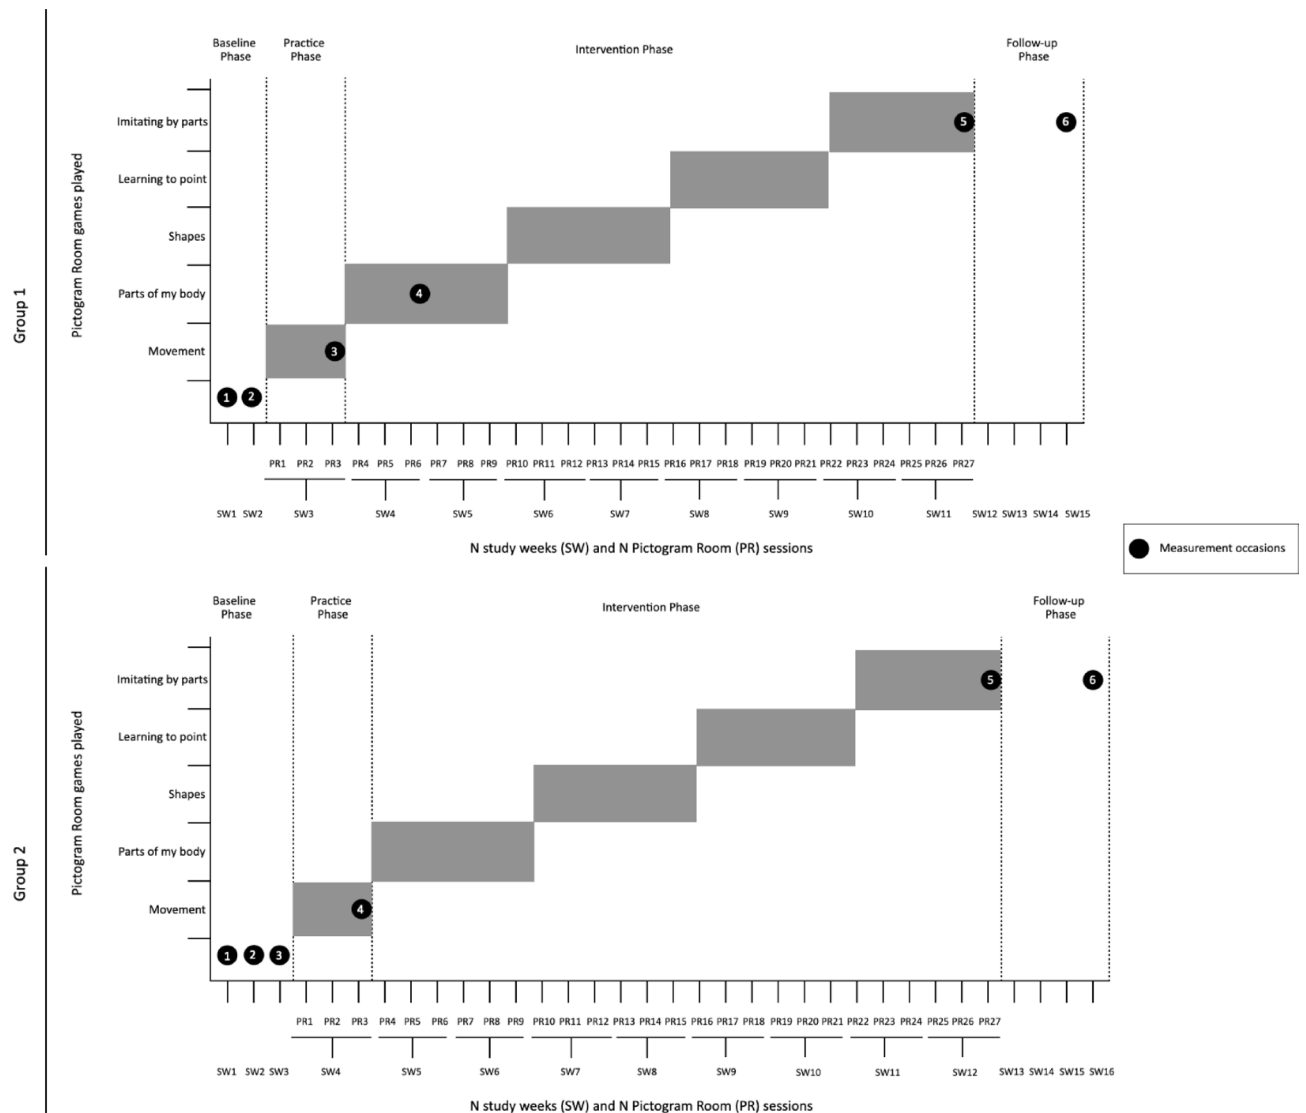 Group 1
Pictogram Room games played
Baseline
Phase
Practice
Phase
Intervention Phase
Follow-up
Phase
Imitating by parts
5
6
Learning to point
Shapes
Parts of my body
4
Movement
3
1 2
PR1 PR2 PR3 PR4 PR5 PR6 PR7 PR8 PR9 PR10 PR11 PR12 PR13 PR14 PR15 PR16 PR17 PR18 PR19 PR20 PR21 PR22 PR23 PR24 PR25 PR26 PR27
SW1 SW2 SW3 SW4 SW5 SW6 SW7 SW8 SW9 SW10 SW11 SW12 SW13 SW14 SW15
N study weeks (SW) and N Pictogram Room (PR) sessions
Measurement occasions
Group 2
Pictogram Room games played
Baseline
Phase
Practice
Phase
Intervention Phase
Follow-up
Phase
Imitating by parts
5
6
Learning to point
Shapes
Parts of my body
Movement
4
1 2 3
PR1 PR2 PR3 PR4 PR5 PR6 PR7 PR8 PR9 PR10 PR11 PR12 PR13 PR14 PR15 PR16 PR17 PR18 PR19 PR20 PR21 PR22 PR23 PR24 PR25 PR26 PR27
SW1 SW2 SW3 SW4 SW5 SW6 SW7 SW8 SW9 SW10 SW11 SW12 SW13 SW14 SW15 SW16
N study weeks (SW) and N Pictogram Room (PR) sessions